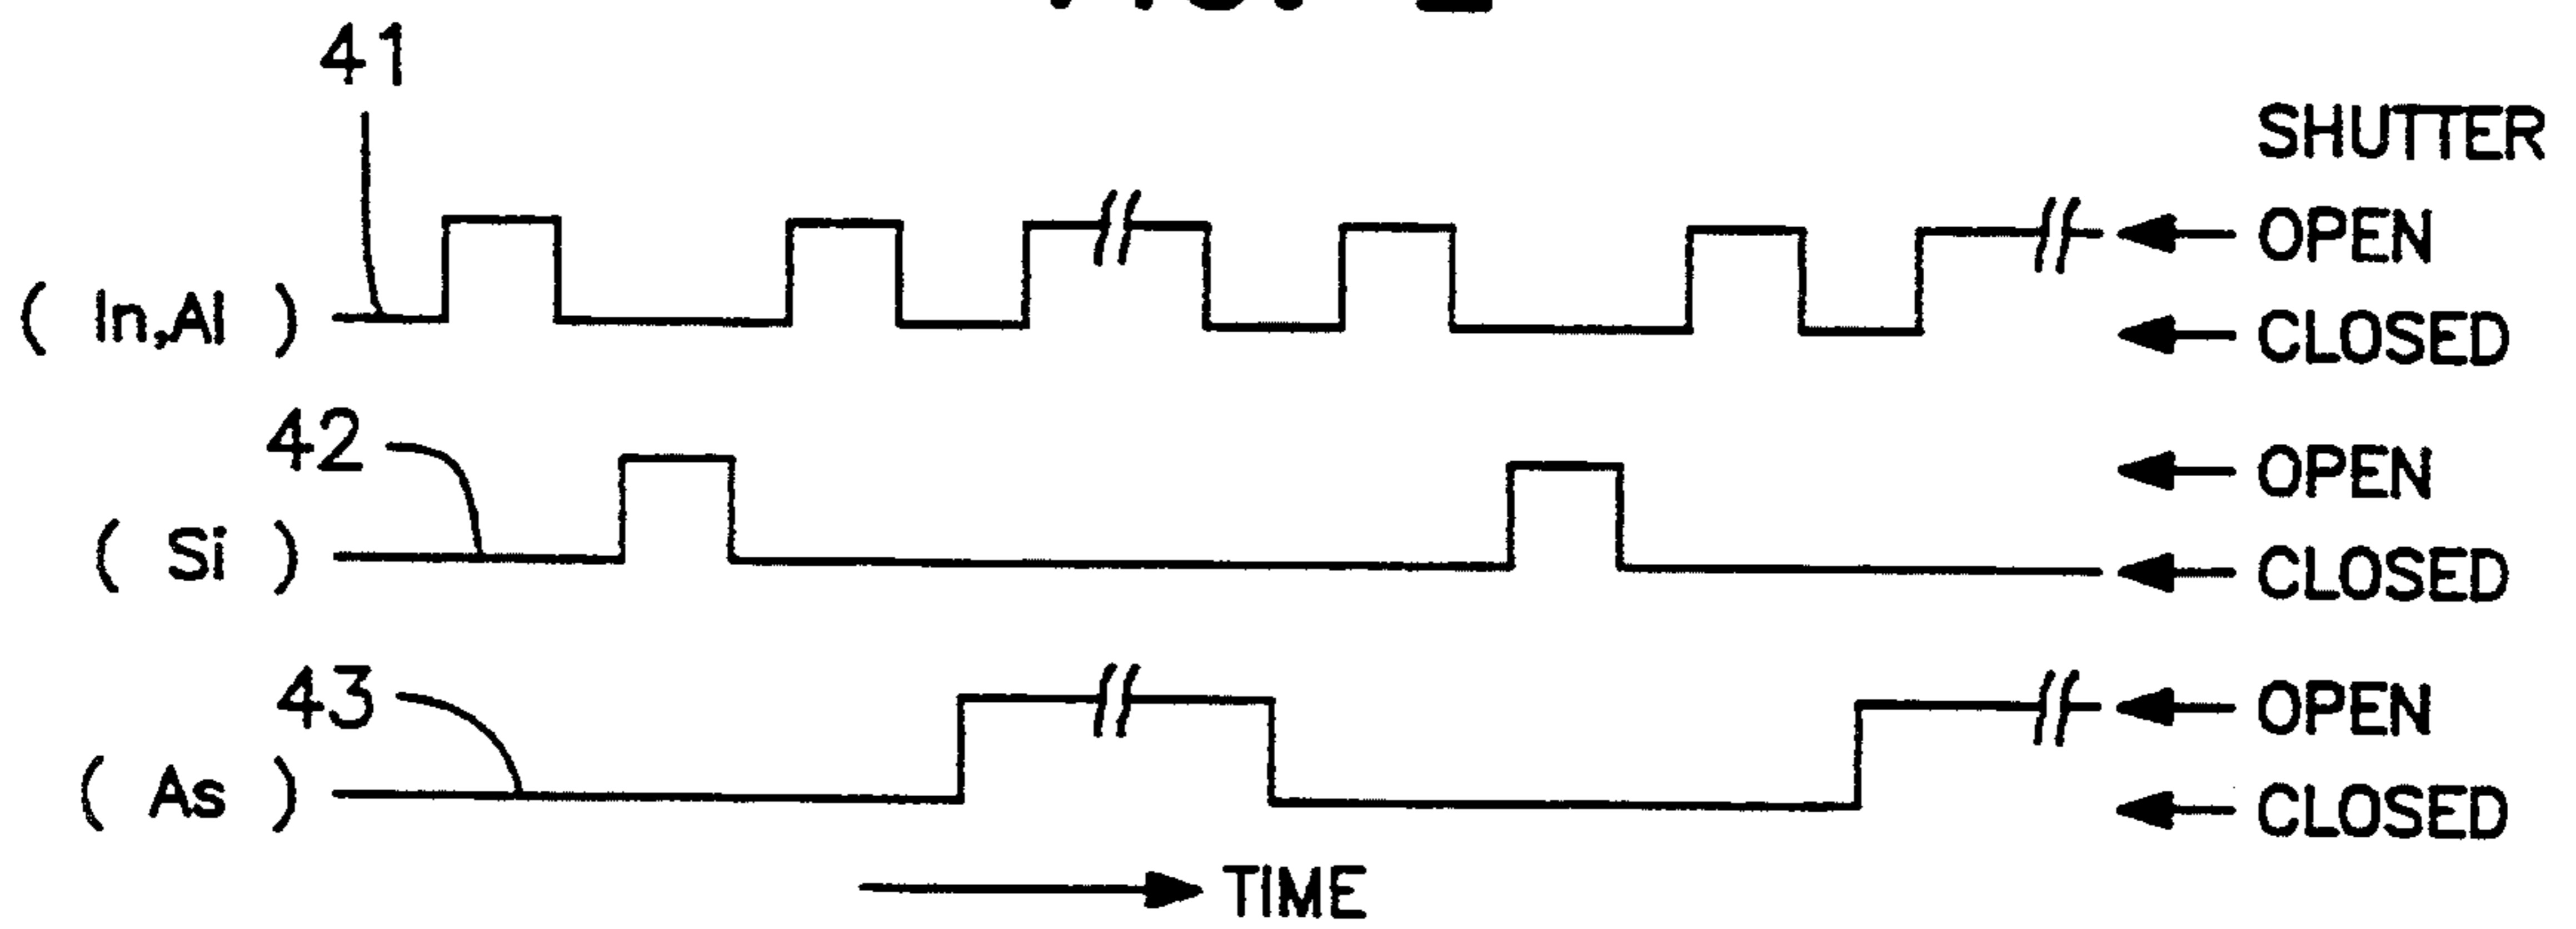 41
SHUTTER
OPEN
( In,Al )
CLOSED
42
OPEN
( Si )
CLOSED
43
OPEN
( As )
CLOSED
TIME